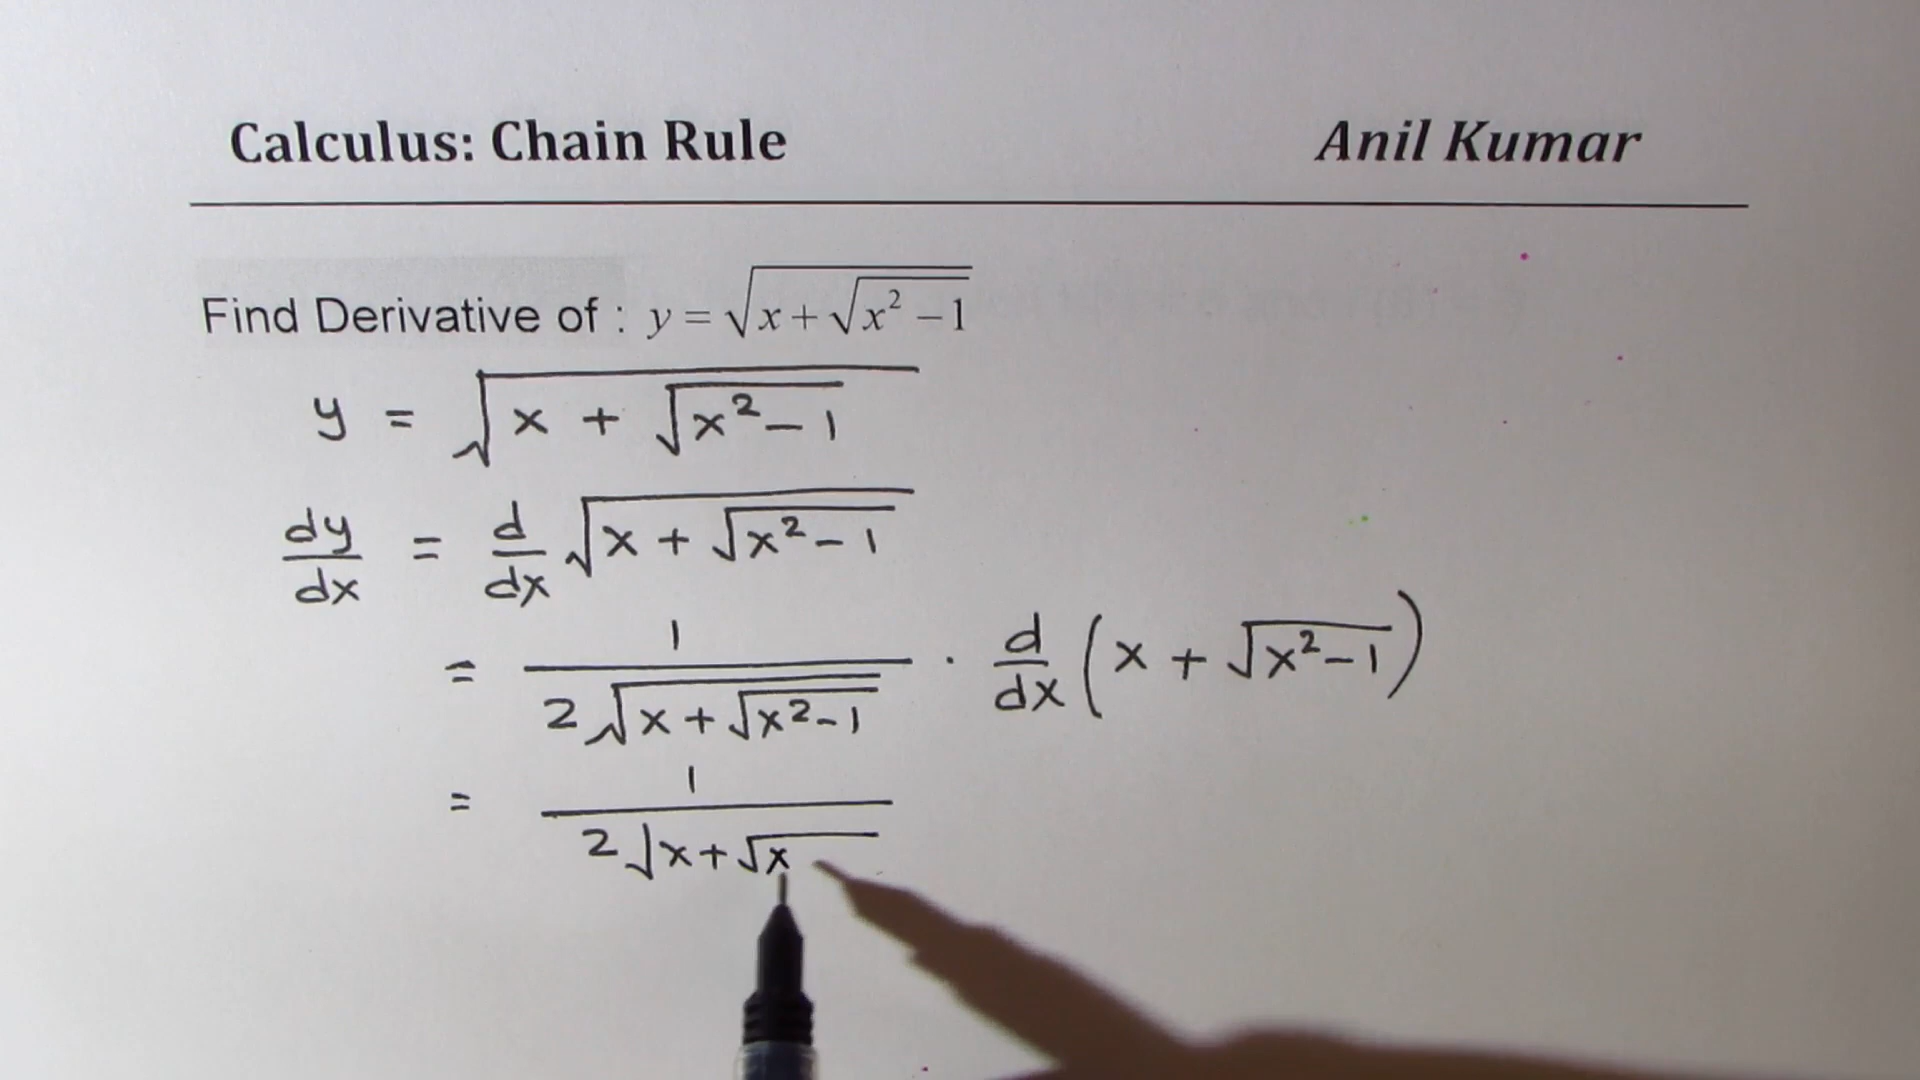 Calculus: Chain Rule Anil Kumar
Find Derivative of : y = √(x + √(x² − 1))
y = √(x + √(x² − 1))
dy/dx = d/dx √(x + √(x² − 1))
= 1/(2√(x + √(x² − 1))) · d/dx (x + √(x² − 1))
= 1/(2√x + √x